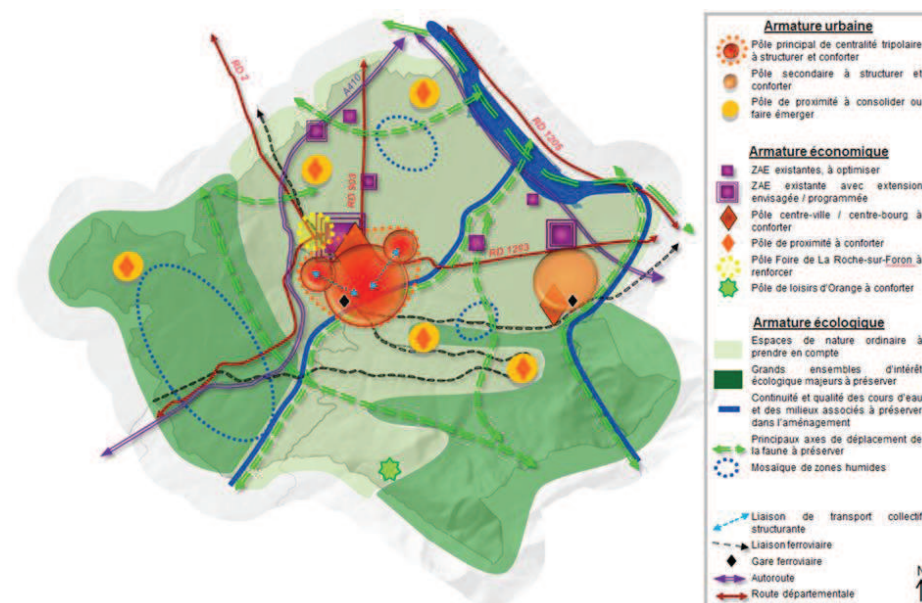 RD 2
A410
RD 903
RD 1205
RD 1203
Armature urbaine
Pôle principal de centralité tripolaire
à structurer et conforter
Pôle secondaire à structurer et
conforter
Pôle de proximité à consolider ou
faire émerger
Armature économique
ZAE existantes, à optimiser
ZAE existante avec extension
envisagée / programmée
Pôle centre-ville / centre-bourg à
conforter
Pôle de proximité à conforter
Pôle Foire de La Roche-sur-Foron à
renforcer
Pôle de loisirs d'Orange à conforter
Armature écologique
Espaces de nature ordinaire à
prendre en compte
Grands ensembles d'intérêt
écologique majeurs à préserver
Continuité et qualité des cours d'eau
et des milieux associés à préserver
dans l'aménagement
Principaux axes de déplacement de
la faune à préserver
Mosaïque de zones humides
Liaison de transport collectif
structurante
Liaison ferroviaire
Gare ferroviaire
Autoroute
Route départementale
N